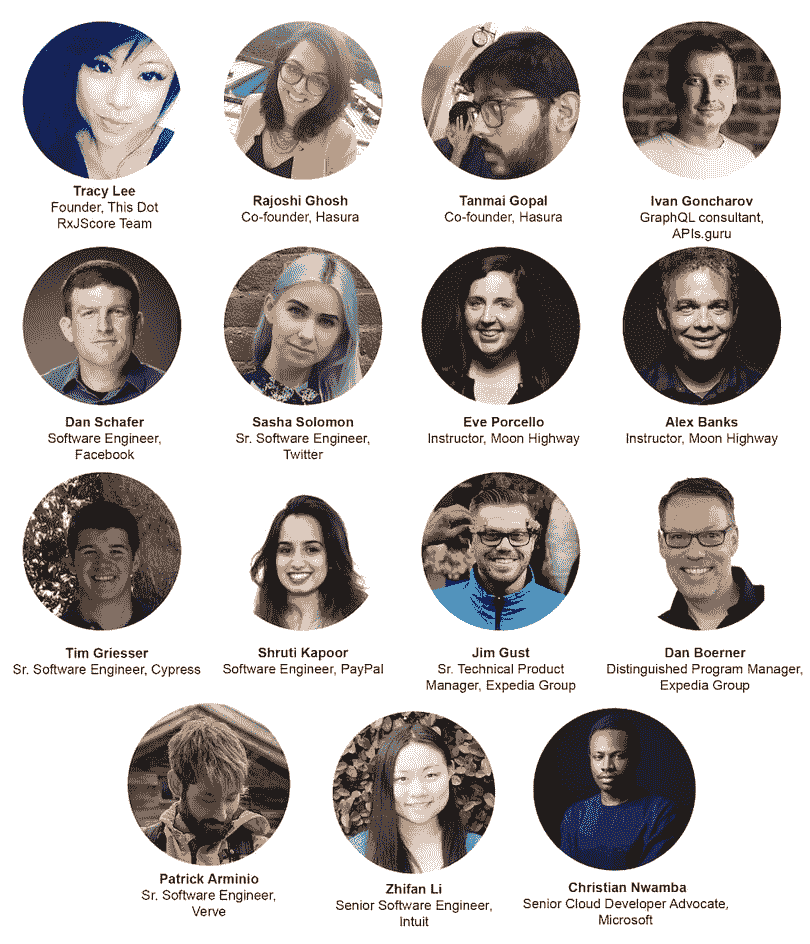 Tracy Lee
Founder, This Dot
RxJScore Team
Rajoshi Ghosh
Co-founder, Hasura
Tanmai Gopal
Co-founder, Hasura
Ivan Goncharov
GraphQL consultant,
APIs.guru
Dan Schafer
Software Engineer,
Facebook
Sasha Solomon
Sr. Software Engineer,
Twitter
Eve Porcello
Instructor, Moon Highway
Alex Banks
Instructor, Moon Highway
Tim Griesser
Sr. Software Engineer, Cypress
Shruti Kapoor
Software Engineer, PayPal
Jim Gust
Sr. Technical Product
Manager, Expedia Group
Dan Boerner
Distinguished Program Manager,
Expedia Group
Patrick Arminio
Sr. Software Engineer,
Verve
Zhifan Li
Senior Software Engineer,
Intuit
Christian Nwamba
Senior Cloud Developer Advocate,
Microsoft